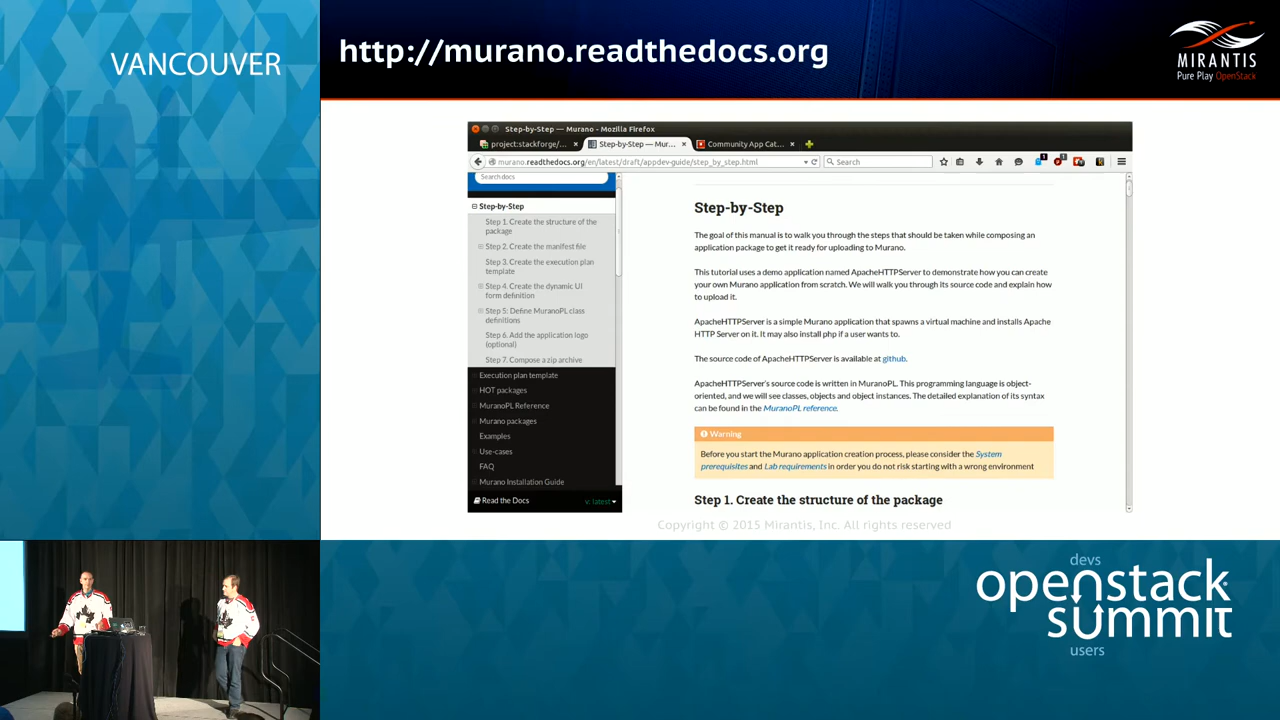 VANCOUVER
http://murano.readthedocs.org
MIRANTIS
Pure Play OpenStack
Step-by-Step — Murano - Mozilla Firefox
project:stackforge/...
Step-by-Step — Mur...
Community App Cat...
murano.readthedocs.org/en/latest/draft/appdev-guide/step_by_step.html
Search
Search docs
Step-by-Step
Step 1. Create the structure of the
package
Step 2. Create the manifest file
Step 3. Create the execution plan
template
Step 4. Create the dynamic UI
form definition
Step 5: Define MuranoPL class
definitions
Step 6. Add the application logo
(optional)
Step 7. Compose a zip archive
Execution plan template
HOT packages
MuranoPL Reference
Murano packages
Examples
Use-cases
FAQ
Murano Installation Guide
Read the Docs
v: latest
Step-by-Step
The goal of this manual is to walk you through the steps that should be taken while composing an
application package to get it ready for uploading to Murano.
This tutorial uses a demo application named ApacheHTTPServer to demonstrate how you can create
your own Murano application from scratch. We will walk you through its source code and explain how
to upload it.
ApacheHTTPServer is a simple Murano application that spawns a virtual machine and installs Apache
HTTP Server on it. It may also install php if a user wants to.
The source code of ApacheHTTPServer is available at github.
ApacheHTTPServer's source code is written in MuranoPL. This programming language is object-
oriented, and we will see classes, objects and object instances. The detailed explanation of its syntax
can be found in the MuranoPL reference.
Warning
Before you start the Murano application creation process, please consider the System
prerequisites and Lab requirements in order you do not risk starting with a wrong environment
Step 1. Create the structure of the package
Copyright © 2015 Mirantis, Inc. All rights reserved
devs
openstack
summit
users